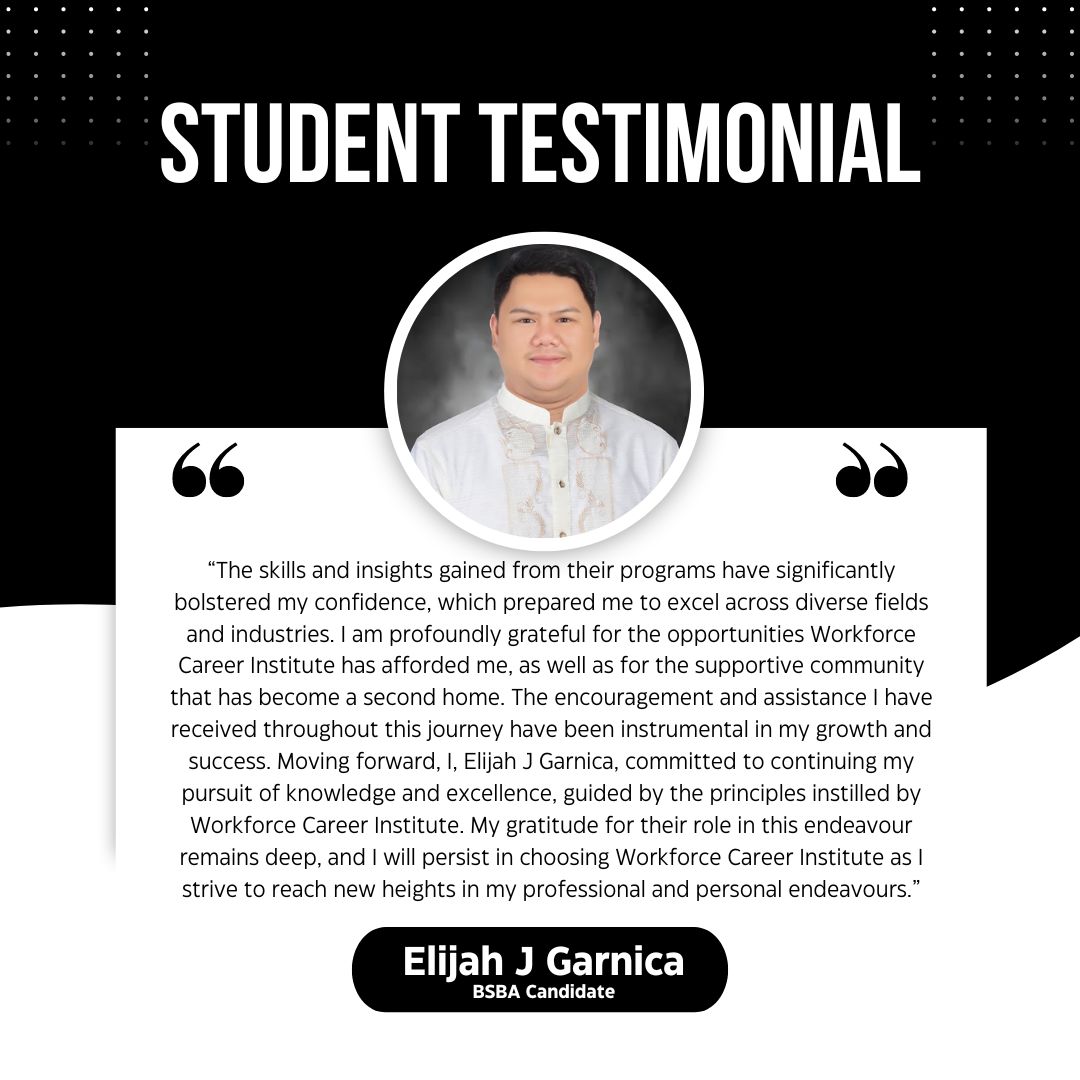 STUDENT TESTIMONIAL
“The skills and insights gained from their programs have significantly
bolstered my confidence, which prepared me to excel across diverse fields
and industries. I am profoundly grateful for the opportunities Workforce
Career Institute has afforded me, as well as for the supportive community
that has become a second home. The encouragement and assistance I have
received throughout this journey have been instrumental in my growth and
success. Moving forward, I, Elijah J Garnica, committed to continuing my
pursuit of knowledge and excellence, guided by the principles instilled by
Workforce Career Institute. My gratitude for their role in this endeavour
remains deep, and I will persist in choosing Workforce Career Institute as I
strive to reach new heights in my professional and personal endeavours.”
Elijah J Garnica
BSBA Candidate